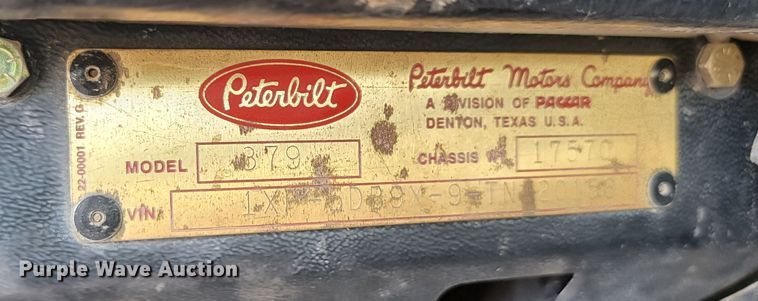 22-00001 REV. G
Peterbilt
Peterbilt Motors Company
A DIVISION OF PACCAR
DENTON, TEXAS U.S.A.
MODEL 379
CHASSIS
VIN
Purple Wave Auction